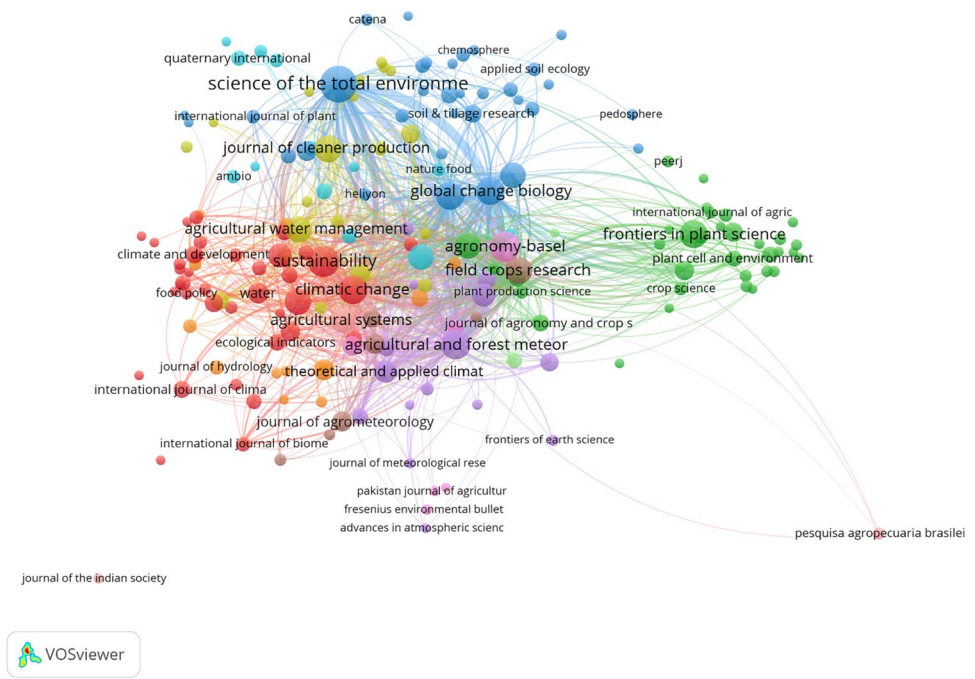 catena
chemosphere
quaternary international
applied soil ecology
science of the total environme
international journal of plant
soil & tillage research
pedosphere
journal of cleaner production
peerj
nature food
ambio
heliyon
global change biology
international journal of agric
agricultural water management
frontiers in plant science
agronomy-basel
climate and development
sustainability
plant cell and environment
field crops research
food policy
water
climatic change
plant production science
crop science
agricultural systems
journal of agronomy and crop s
ecological indicators
agricultural and forest meteor
journal of hydrology
theoretical and applied climat
international journal of clima
journal of agrometeorology
international journal of biome
frontiers of earth science
journal of meteorological rese
pakistan journal of agricultur
fresenius environmental bullet
advances in atmospheric scienc
pesquisa agropecuaria brasilei
journal of the indian society
VOSviewer